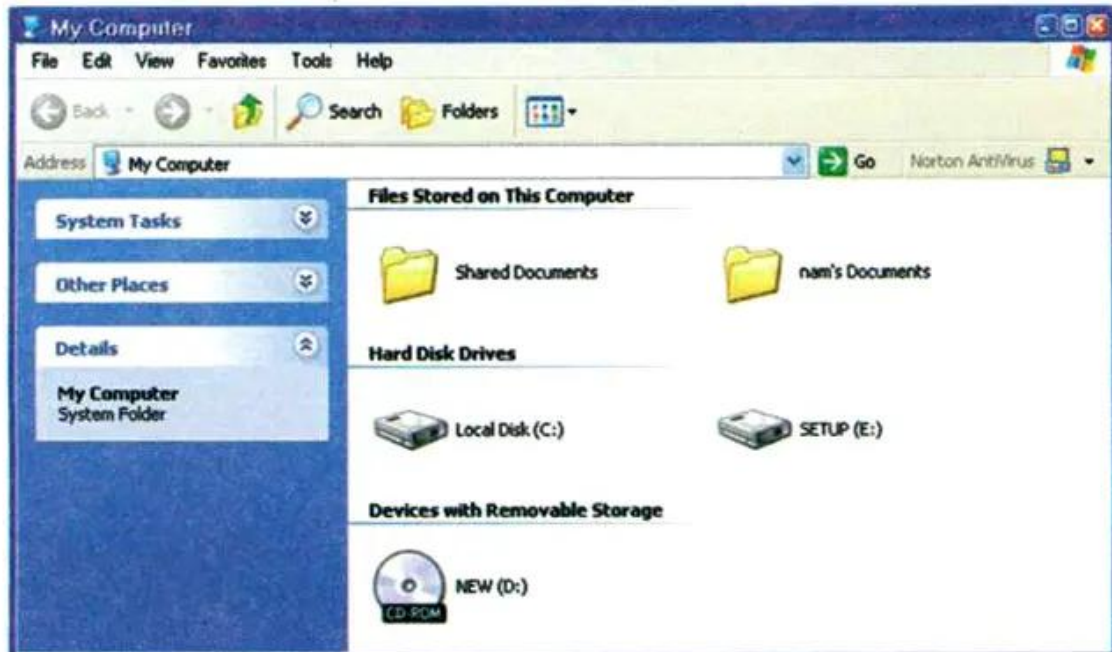 My Computer
File Edit View Favorites Tools Help
Back Search Folders
Address My Computer Go Norton AntiVirus
System Tasks
Other Places
Details
My Computer
System Folder
Files Stored on This Computer
Shared Documents nam's Documents
Hard Disk Drives
Local Disk (C:) SETUP (E:)
Devices with Removable Storage
NEW (D:)
CD-ROM